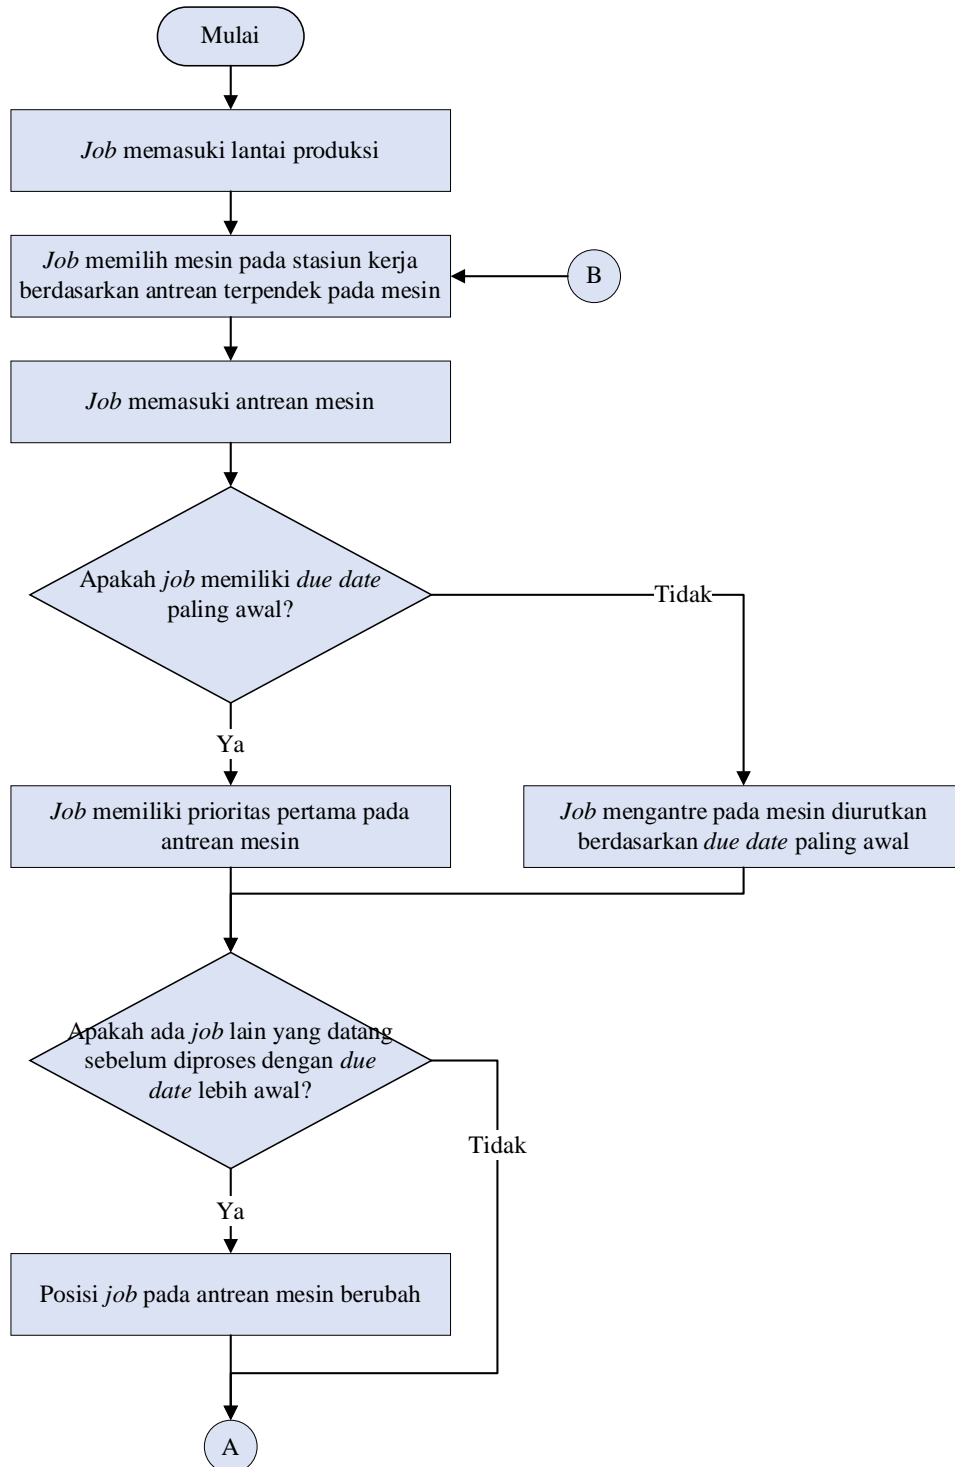 Mulai
Job memasuki lantai produksi
Job memilih mesin pada stasiun kerja
berdasarkan antrean terpendek pada mesin
B
Job memasuki antrean mesin
Apakah job memiliki due date
paling awal?
Tidak
Ya
Job memiliki prioritas pertama pada
antrean mesin
Job mengantre pada mesin diurutkan
berdasarkan due date paling awal
Apakah ada job lain yang datang
sebelum diproses dengan due
date lebih awal?
Tidak
Ya
Posisi job pada antrean mesin berubah
A